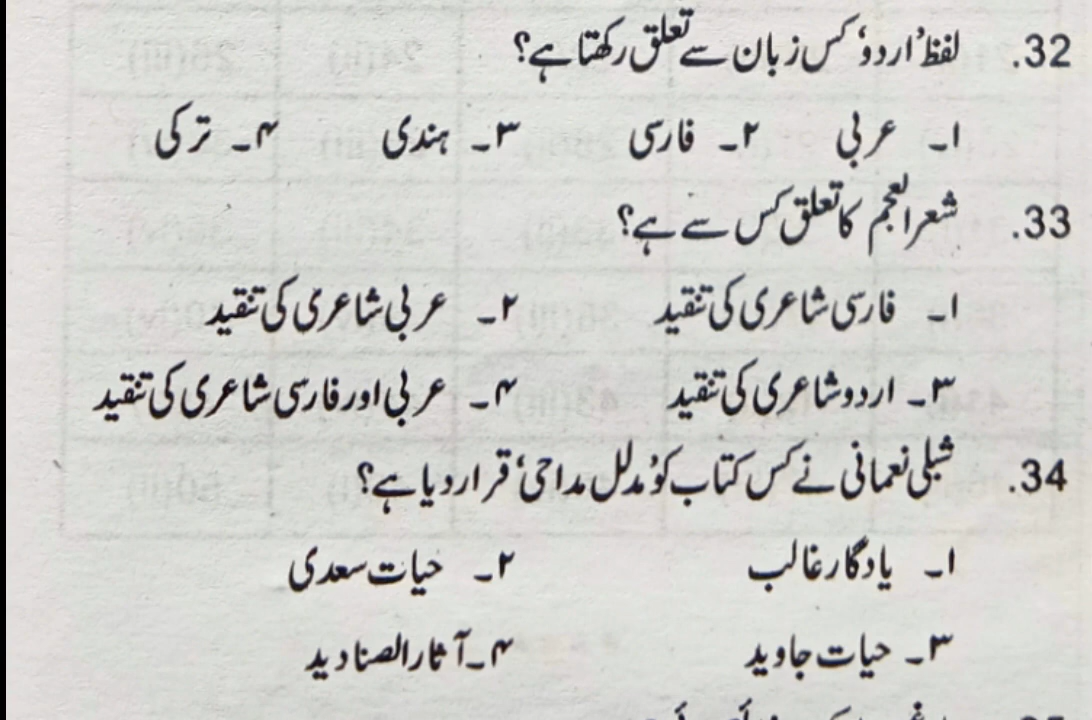 32. لفظ 'اردو' کس زبان سے تعلق رکھتا ہے؟
۱۔ عربی ۲۔ فارسی ۳۔ ہندی ۴۔ ترکی
33. شعرالعجم کا تعلق کس سے ہے؟
۱۔ فارسی شاعری کی تنقید ۲۔ عربی شاعری کی تنقید
۳۔ اردو شاعری کی تنقید ۴۔ عربی اور فارسی شاعری کی تنقید
34. شبلی نعمانی نے کس کتاب کو 'مدلل مداحی' قرار دیا ہے؟
۱۔ یادگار غالب ۲۔ حیات سعدی
۳۔ حیات جاوید ۴۔ آثار الصنادید